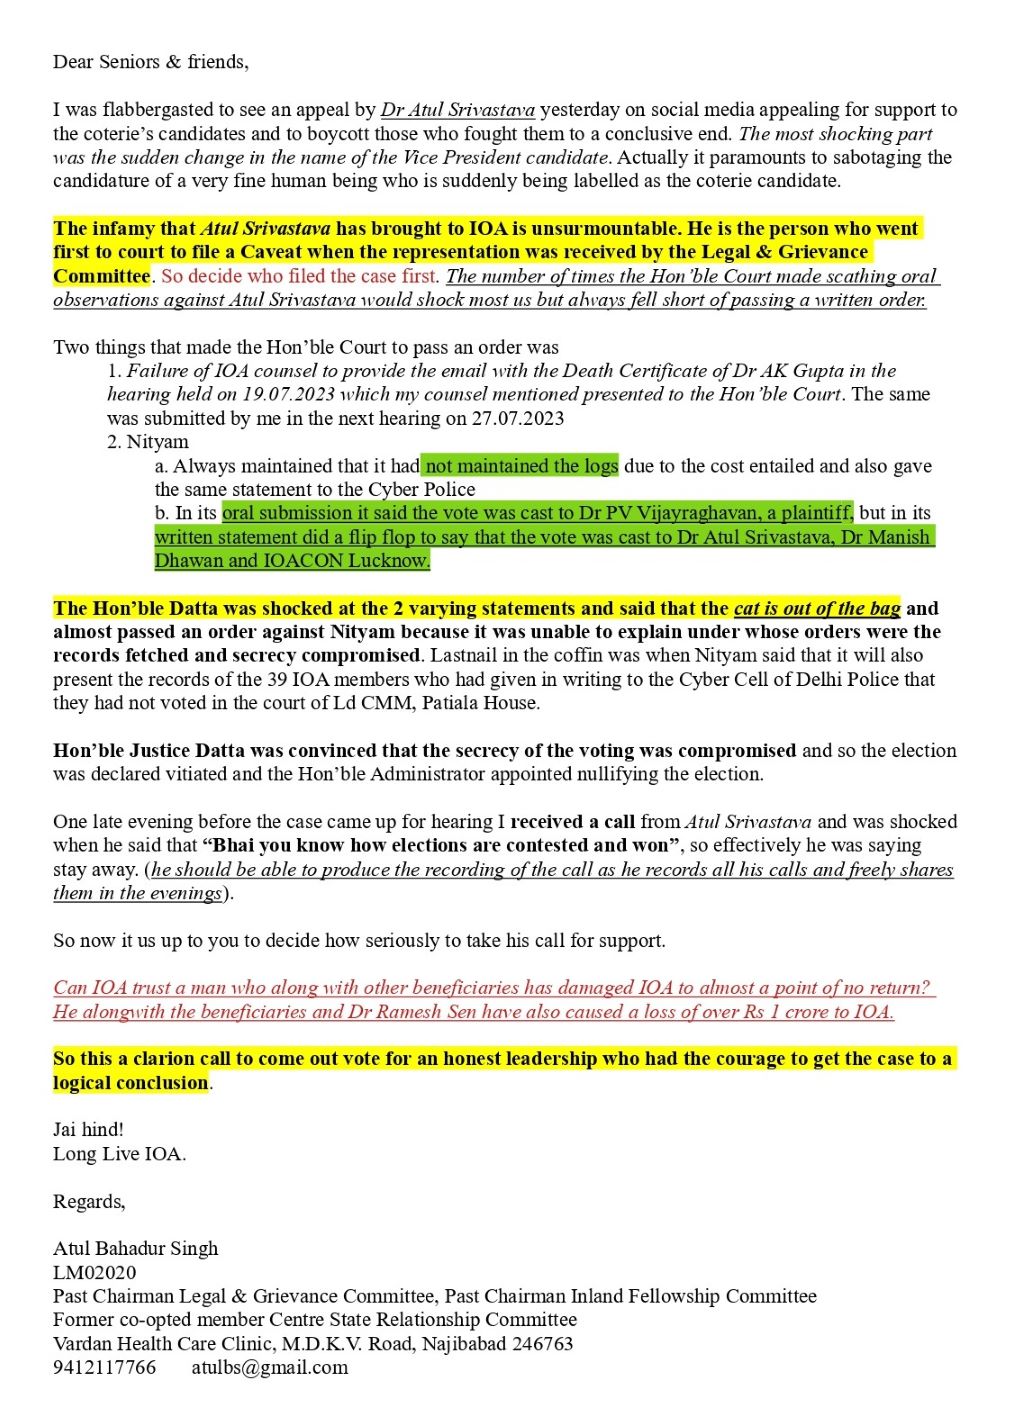 Dear Seniors & friends,
I was flabbergasted to see an appeal by Dr Atul Srivastava yesterday on social media appealing for support to
the coterie’s candidates and to boycott those who fought them to a conclusive end. The most shocking part
was the sudden change in the name of the Vice President candidate. Actually it paramounts to sabotaging the
candidature of a very fine human being who is suddenly being labelled as the coterie candidate.
The infamy that Atul Srivastava has brought to IOA is unsurmountable. He is the person who went
first to court to file a Caveat when the representation was received by the Legal & Grievance
Committee. So decide who filed the case first. The number of times the Hon’ble Court made scathing oral
observations against Atul Srivastava would shock most us but always fell short of passing a written order.
Two things that made the Hon’ble Court to pass an order was
1. Failure of IOA counsel to provide the email with the Death Certificate of Dr AK Gupta in the
hearing held on 19.07.2023 which my counsel mentioned presented to the Hon’ble Court. The same
was submitted by me in the next hearing on 27.07.2023
2. Nityam
a. Always maintained that it had not maintained the logs due to the cost entailed and also gave
the same statement to the Cyber Police
b. In its oral submission it said the vote was cast to Dr PV Vijayraghavan, a plaintiff, but in its
written statement did a flip flop to say that the vote was cast to Dr Atul Srivastava, Dr Manish
Dhawan and IOACON Lucknow.
The Hon’ble Datta was shocked at the 2 varying statements and said that the cat is out of the bag and
almost passed an order against Nityam because it was unable to explain under whose orders were the
records fetched and secrecy compromised. Lastnail in the coffin was when Nityam said that it will also
present the records of the 39 IOA members who had given in writing to the Cyber Cell of Delhi Police that
they had not voted in the court of Ld CMM, Patiala House.
Hon’ble Justice Datta was convinced that the secrecy of the voting was compromised and so the election
was declared vitiated and the Hon’ble Administrator appointed nullifying the election.
One late evening before the case came up for hearing I received a call from Atul Srivastava and was shocked
when he said that “Bhai you know how elections are contested and won”, so effectively he was saying
stay away. (he should be able to produce the recording of the call as he records all his calls and freely shares
them in the evenings).
So now it us up to you to decide how seriously to take his call for support.
Can IOA trust a man who along with other beneficiaries has damaged IOA to almost a point of no return?
He alongwith the beneficiaries and Dr Ramesh Sen have also caused a loss of over Rs 1 crore to IOA.
So this a clarion call to come out vote for an honest leadership who had the courage to get the case to a
logical conclusion.
Jai hind!
Long Live IOA.
Regards,
Atul Bahadur Singh
LM02020
Past Chairman Legal & Grievance Committee, Past Chairman Inland Fellowship Committee
Former co-opted member Centre State Relationship Committee
Vardan Health Care Clinic, M.D.K.V. Road, Najibabad 246763
9412117766 atulbs@gmail.com